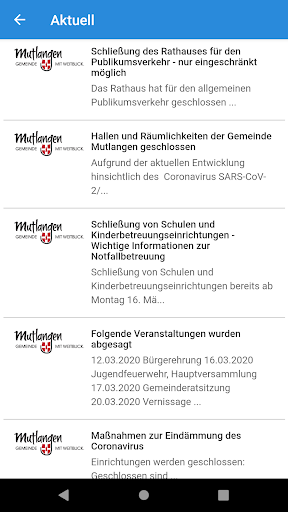 Aktuell
Mutlangen
GEMEINDE MIT WEITBLICK.
Schließung des Rathauses für den
Publikumsverkehr - nur eingeschränkt
möglich
Das Rathaus hat für den allgemeinen
Publikumsverkehr geschlossen ...
Mutlangen
GEMEINDE MIT WEITBLICK.
Hallen und Räumlichkeiten der Gemeinde
Mutlangen geschlossen
Aufgrund der aktuellen Entwicklung
hinsichtlich des Coronavirus SARS-CoV-
2/...
Mutlangen
GEMEINDE MIT WEITBLICK.
Schließung von Schulen und
Kinderbetreuungseinrichtungen -
Wichtige Informationen zur
Notfallbetreuung
Schließung von Schulen und
Kinderbetreuungseinrichtungen bereits ab
Montag 16. Mä...
Mutlangen
GEMEINDE MIT WEITBLICK.
Folgende Veranstaltungen wurden
abgesagt
12.03.2020 Bürgerehrung 16.03.2020
Jugendfeuerwehr, Hauptversammlung
17.03.2020 Gemeinderatsitzung
20.03.2020 Vernissage ...
Mutlangen
GEMEINDE MIT WEITBLICK.
Maßnahmen zur Eindämmung des
Coronavirus
Einrichtungen werden geschlossen:
Geschlossen sind ...